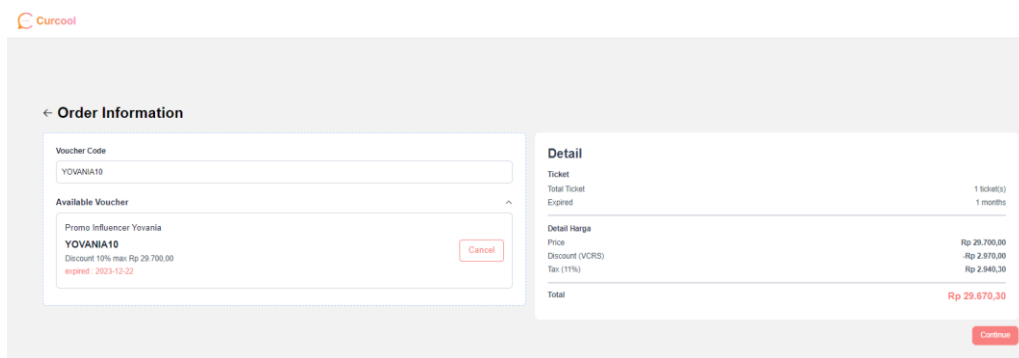 Curcool
← Order Information
Voucher Code
YOVANIA10
Available Voucher
Promo Influencer Yovania
YOVANIA10
Discount 10% max Rp 29.700,00
expired : 2023-12-22
Cancel
Detail
Ticket
Total Ticket 1 ticket(s)
Expired 1 months
Detail Harga
Price Rp 29.700,00
Discount (VCRS) -Rp 2.970,00
Tax (11%) Rp 2.940,30
Total Rp 29.670,30
Continue